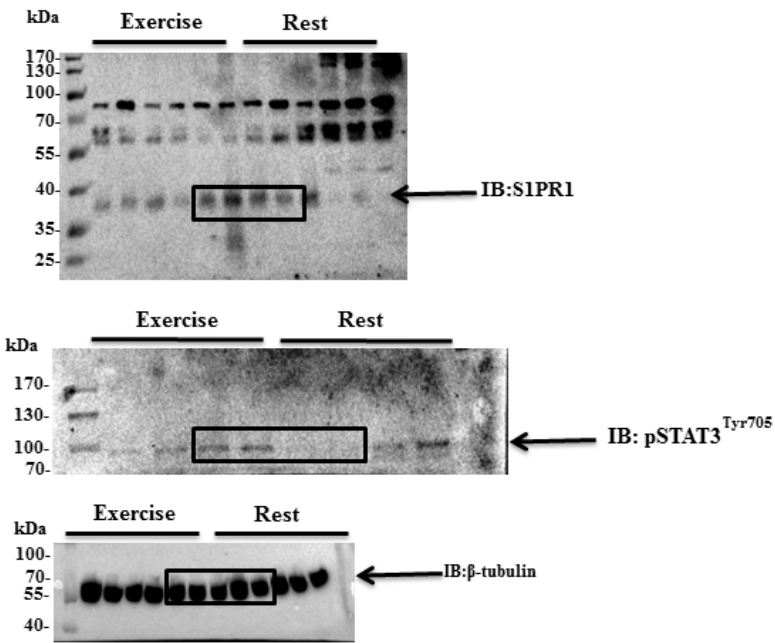 kDa
Exercise
Rest
170-
130-
100-
70-
55-
40-
35-
25-
IB:S1PR1
Exercise
Rest
kDa
170-
130-
100-
70-
IB: pSTAT3Tyr705
Exercise
Rest
kDa
100-
70-
55-
40-
IB:β-tubulin